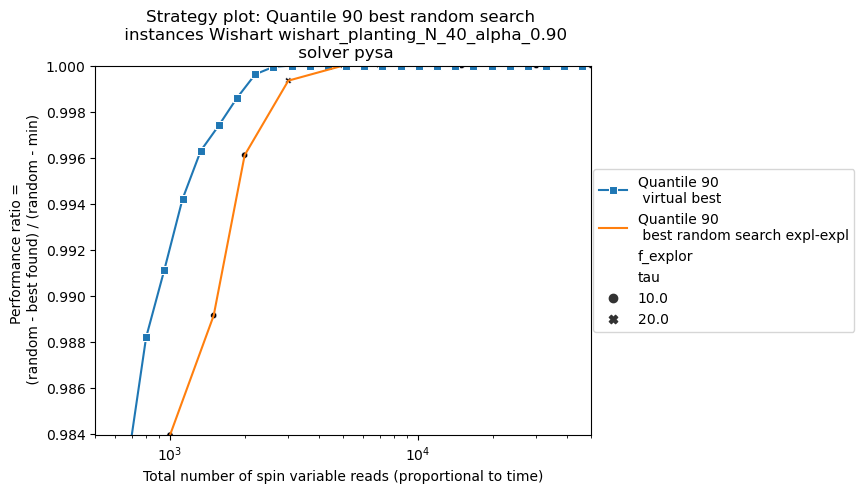 Strategy plot: Quantile 90 best random search
instances Wishart wishart_planting_N_40_alpha_0.90
solver pysa
Performance ratio =
(random - best found) / (random - min)
1.000
0.998
0.996
0.994
0.992
0.990
0.988
0.986
0.984
10³
10⁴
Total number of spin variable reads (proportional to time)
Quantile 90
virtual best
Quantile 90
best random search expl-expl
f_explor
tau
10.0
20.0